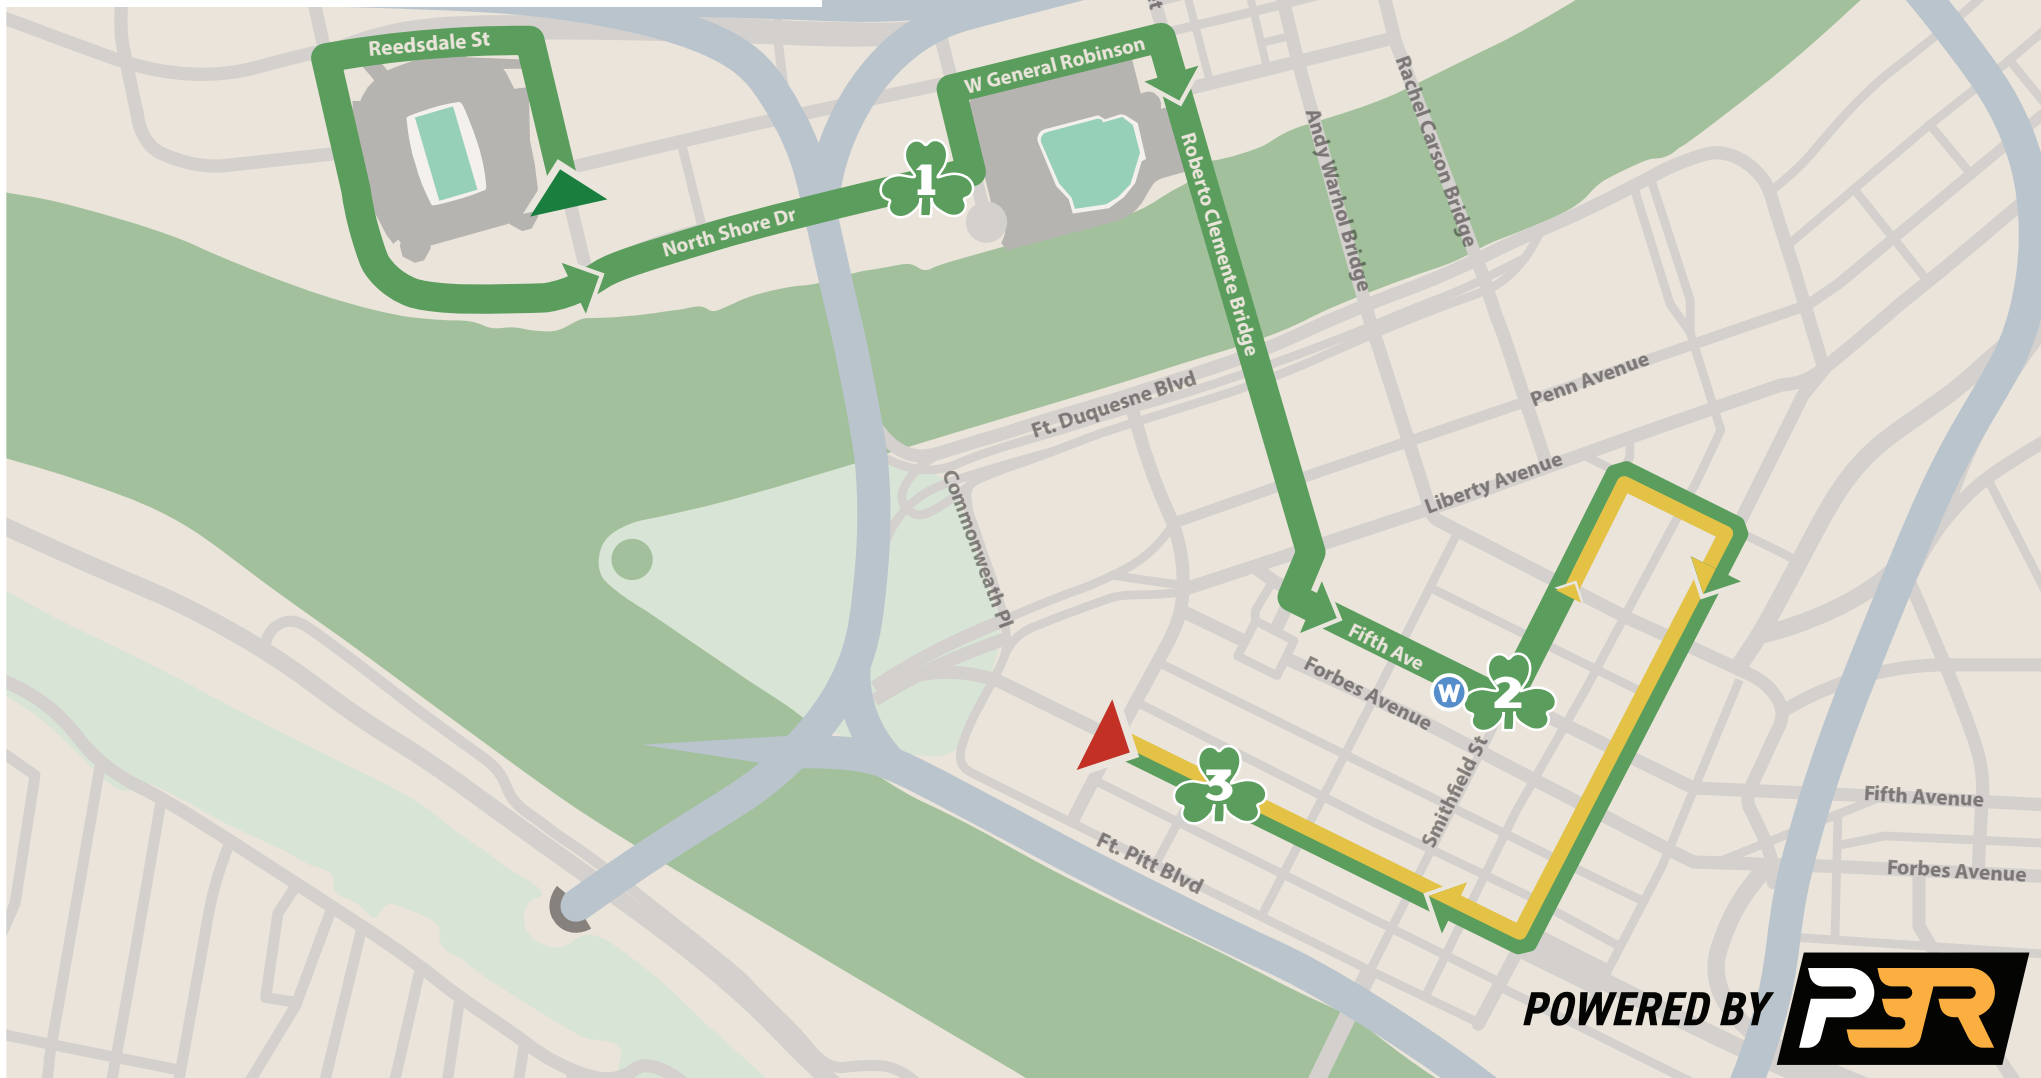 Reedsdale St
W General Robinson
Rachel Carson Bridge
Andy Warhol Bridge
Roberto Clemente Bridge
1
North Shore Dr
Penn Avenue
Ft. Duquesne Blvd
Liberty Avenue
Commonweath Pl
Fifth Ave
Forbes Avenue
W
2
Smithfield St
3
Fifth Avenue
Forbes Avenue
Ft. Pitt Blvd
POWERED BY P3R